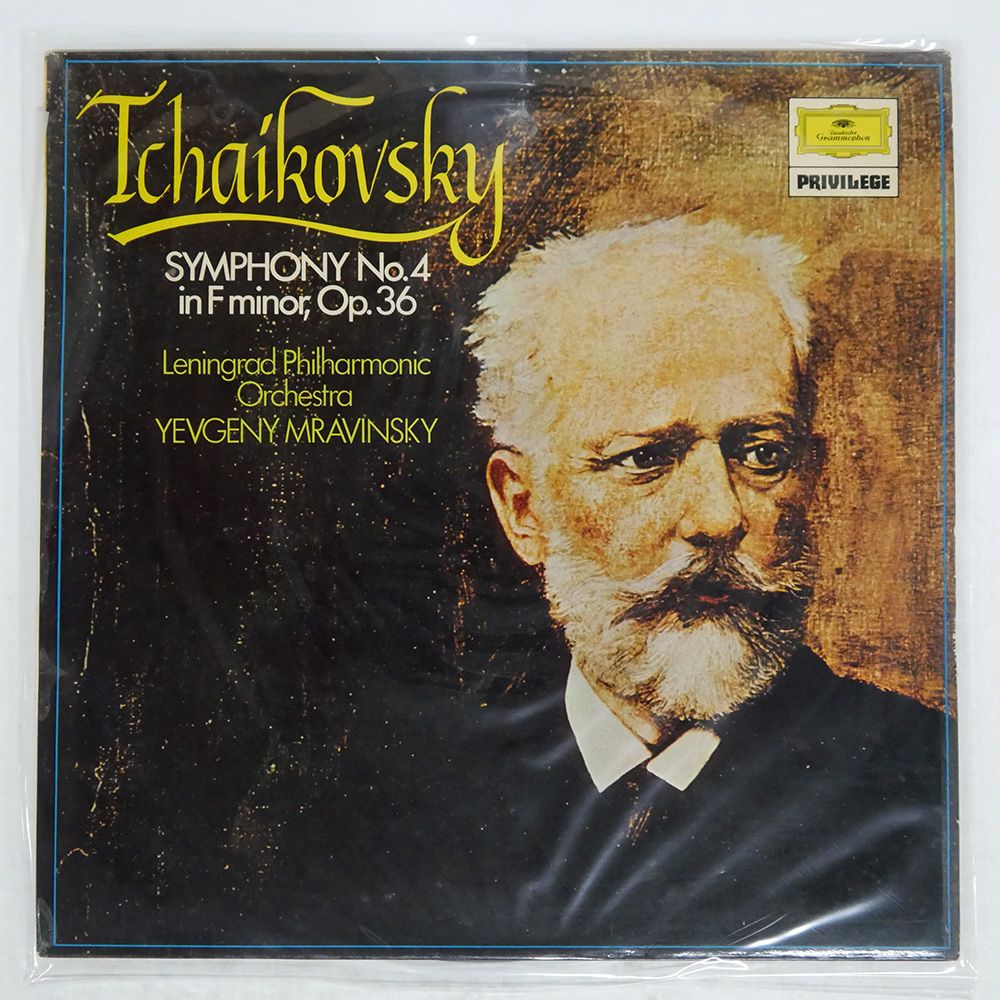 Tchaikovsky
SYMPHONY No.4
in F minor, Op.36
Leningrad Philharmonic
Orchestra
YEVGENY MRAVINSKY
Deutsche
Grammophon
PRIVILEGE